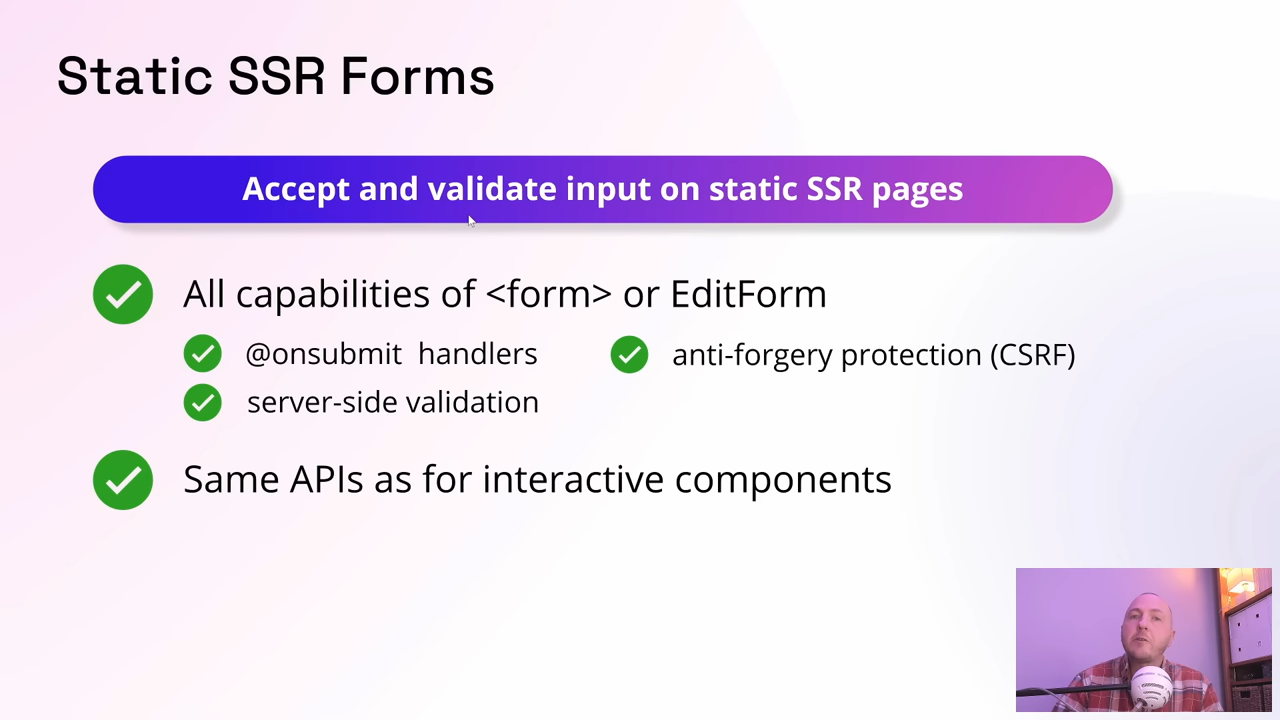 Static SSR Forms
Accept and validate input on static SSR pages
All capabilities of <form> or EditForm
@onsubmit handlers
anti-forgery protection (CSRF)
server-side validation
Same APIs as for interactive components